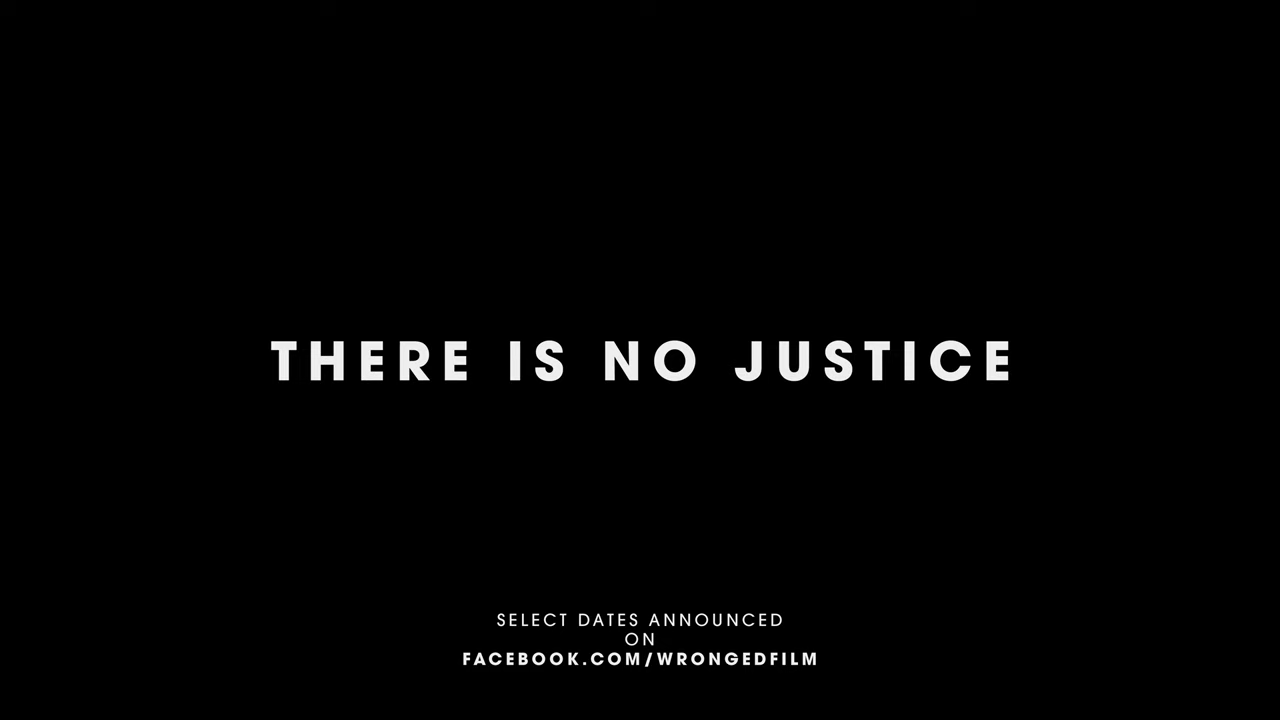 THERE IS NO JUSTICE
SELECT DATES ANNOUNCED
ON
FACEBOOK.COM/WRONGEDFILM